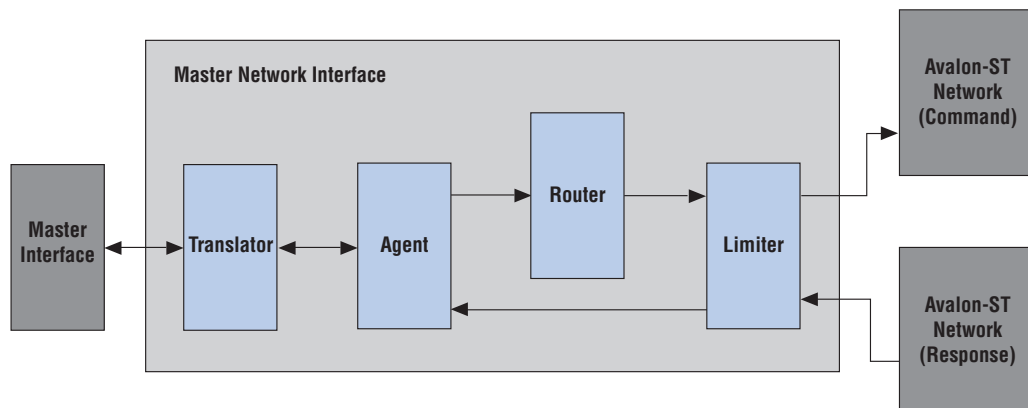 Master Network Interface
Avalon-ST
Network
(Command)
Master
Interface
Translator
Agent
Router
Limiter
Avalon-ST
Network
(Response)